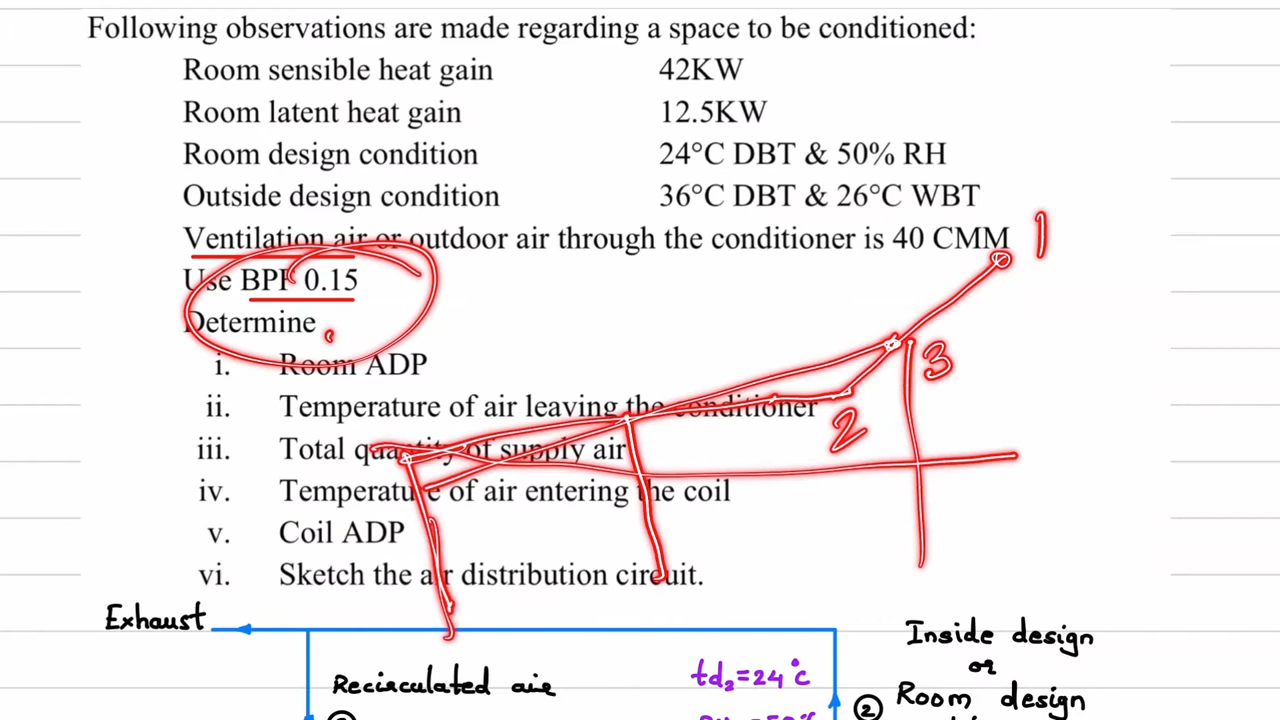 Following observations are made regarding a space to be conditioned:
Room sensible heat gain 42KW
Room latent heat gain 12.5KW
Room design condition 24°C DBT & 50% RH
Outside design condition 36°C DBT & 26°C WBT
Ventilation air or outdoor air through the conditioner is 40 CMM 1
Use BPF 0.15
Determine
i. Room ADP
3
ii. Temperature of air leaving the conditioner
2
iii. Total quantity of supply air
iv. Temperature of air entering the coil
v. Coil ADP
vi. Sketch the air distribution circuit.
Exhaust
Inside design
or
Recirculated air td2=24°C Room design
②